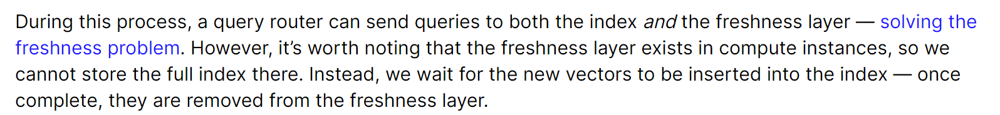 During this process, a query router can send queries to both the index and the freshness layer — solving the
freshness problem. However, it’s worth noting that the freshness layer exists in compute instances, so we
cannot store the full index there. Instead, we wait for the new vectors to be inserted into the index — once
complete, they are removed from the freshness layer.